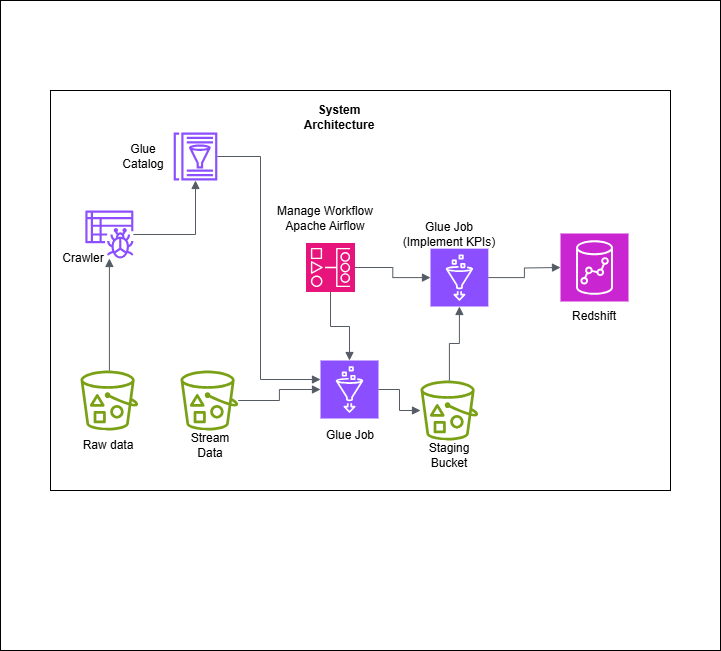 System
Architecture
Glue
Catalog
Manage Workflow
Apache Airflow
Glue Job
(Implement KPIs)
Crawler
Redshift
Raw data
Stream
Data
Glue Job
Staging
Bucket